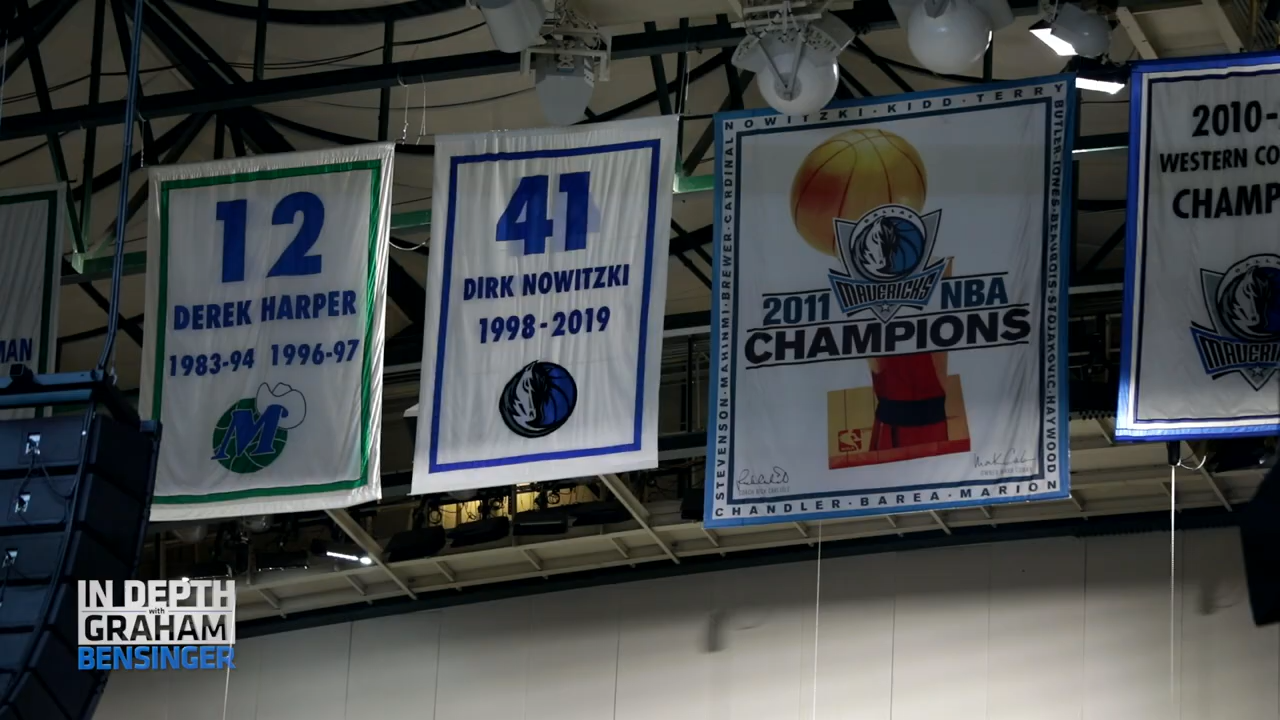 MAN
12
DEREK HARPER
1983-94 1996-97
M
41
DIRK NOWITZKI
1998-2019
NOWITZKI·KIDD·TERRY
BUTLER·JONES·BEAUBOIS·STOJAKOVIC·HAYWOOD
STEVENSON·MAHINMI·BREWER·CARDINAL
CHANDLER·BAREA·MARION
MAVERICKS
2011 NBA
CHAMPIONS
2010-
WESTERN CO
CHAMP
MAVERI
IN DEPTH
with
GRAHAM
BENSINGER